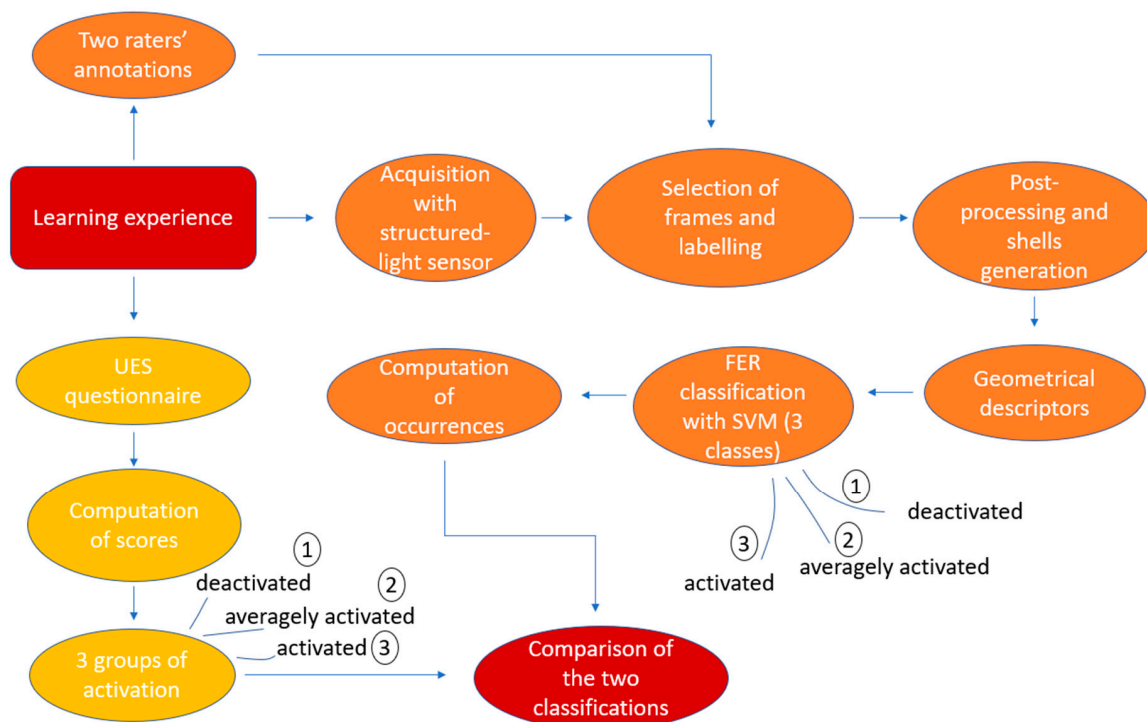 Two raters'
annotations
Learning experience
Acquisition
with
structured-
light sensor
Selection of
frames and
labelling
Post-
processing and
shells
generation
UES
questionnaire
Computation
of
occurrences
FER
classification
with SVM (3
classes)
Geometrical
descriptors
1
deactivated
2
averagely activated
3
activated
Computation
of scores
1
deactivated
2
averagely activated
activated 3
3 groups of
activation
Comparison of
the two
classifications